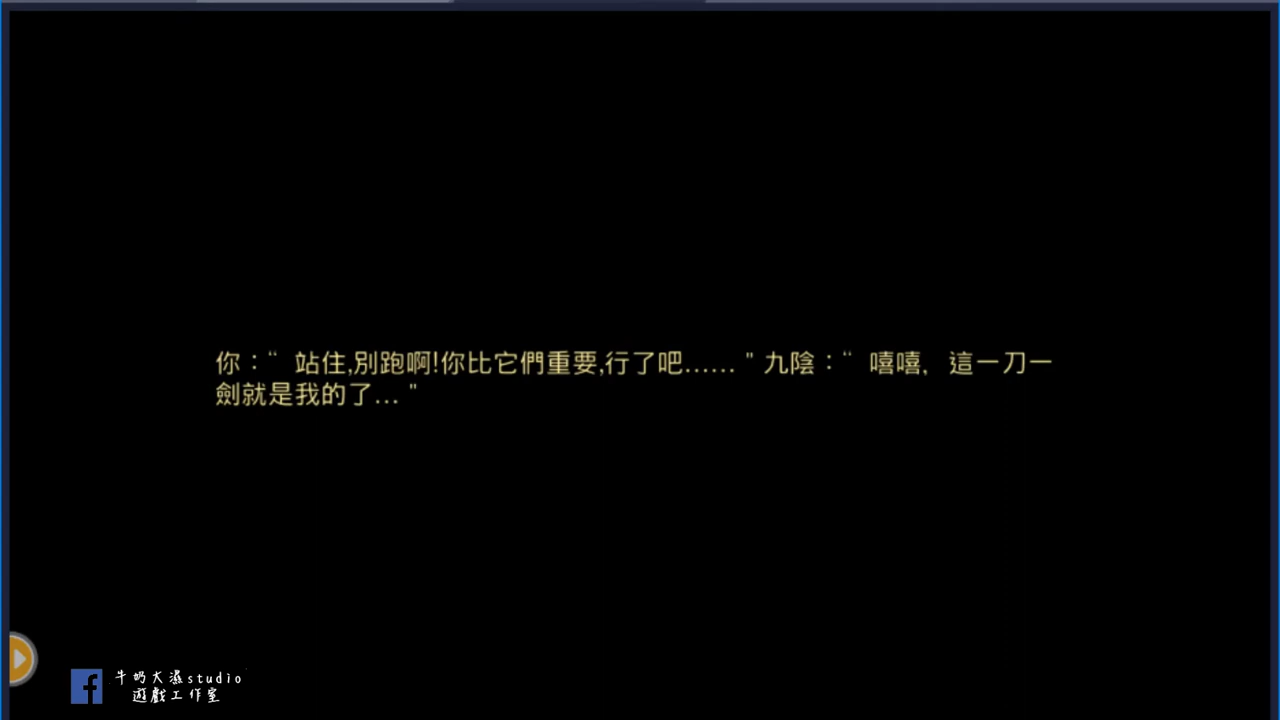 你：“ 站住,別跑啊!你比它們重要,行了吧…… " 九陰：“ 嘻嘻, 這一刀一
劍就是我的了… "
牛奶大濕studio
遊戲工作室